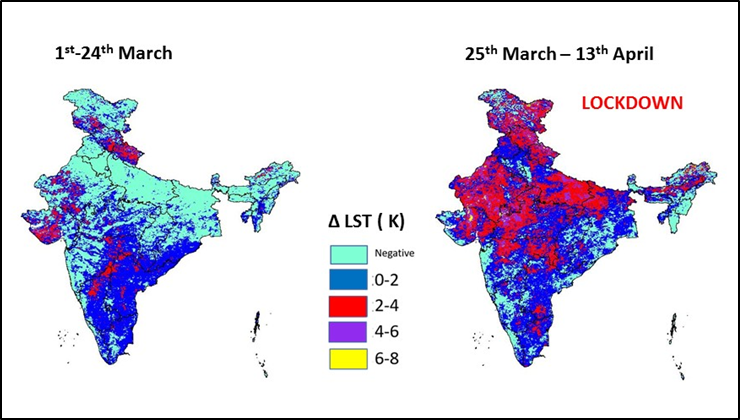 1st-24th March
25th March – 13th April
LOCKDOWN
Δ LST ( K)
Negative
0-2
2-4
4-6
6-8